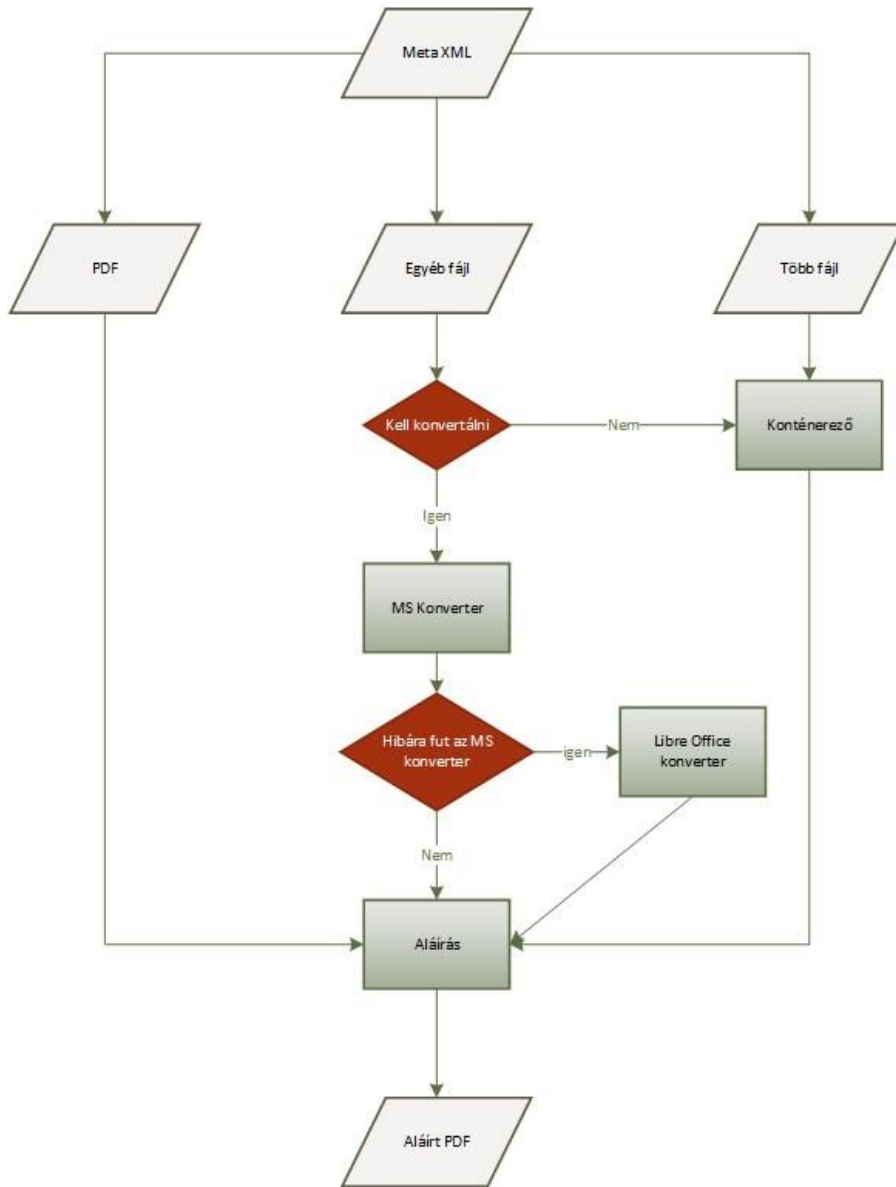 Meta XML
PDF
Egyéb fájl
Több fájl
Kell konvertálni
Nem
Konténerező
Igen
MS Konverter
Hibára fut az MS
konverter
igen
Libre Office
konverter
Nem
Aláírás
Aláírt PDF